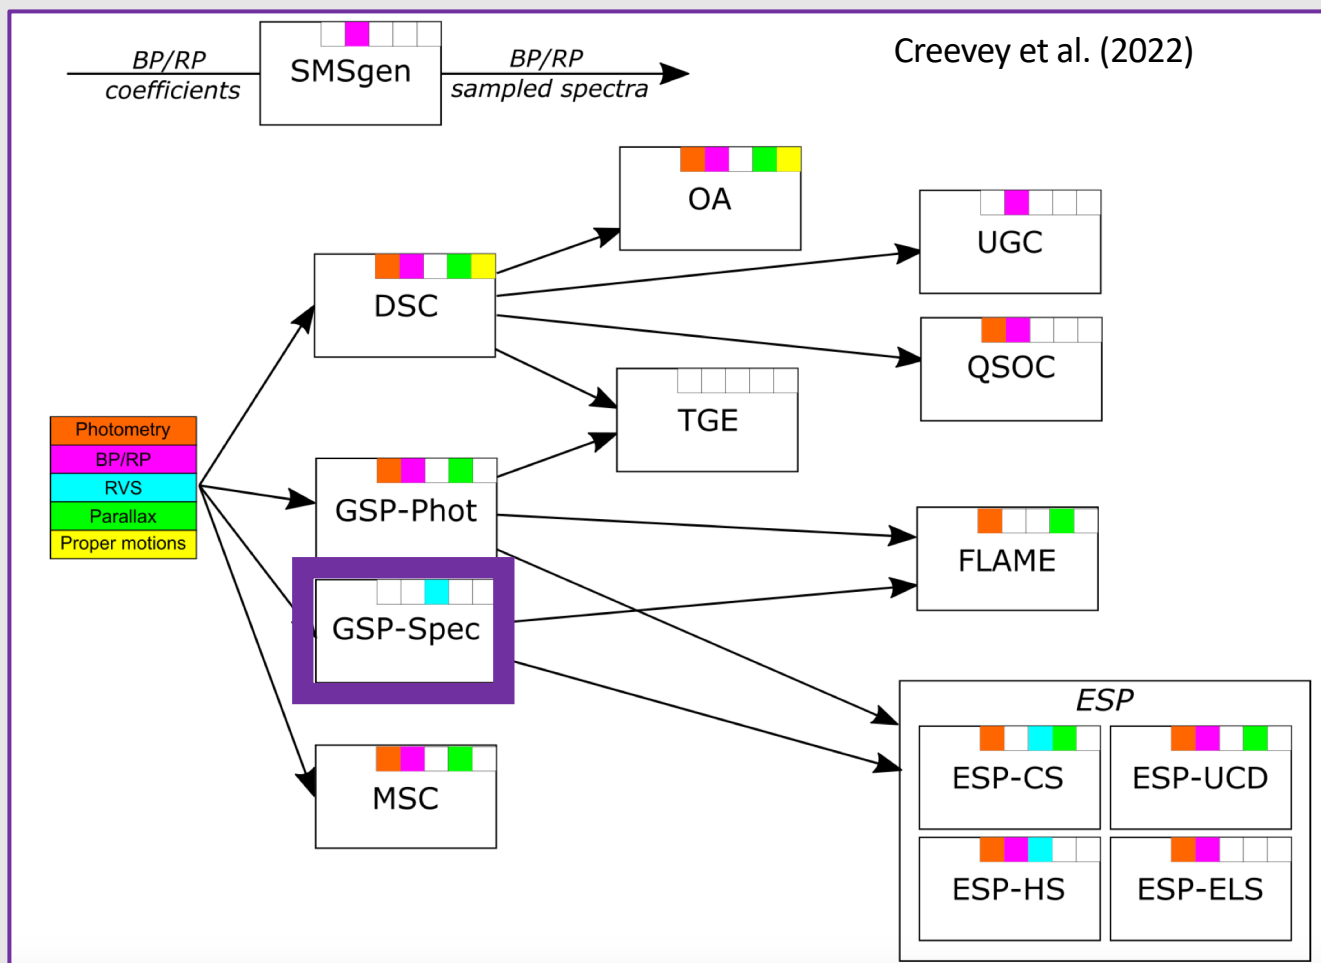 Creevey et al. (2022)
BP/RP
coefficients
SMSgen
BP/RP
sampled spectra
OA
UGC
DSC
QSOC
TGE
Photometry
BP/RP
RVS
Parallax
Proper motions
GSP-Phot
FLAME
GSP-Spec
MSC
ESP
ESP-CS
ESP-UCD
ESP-HS
ESP-ELS